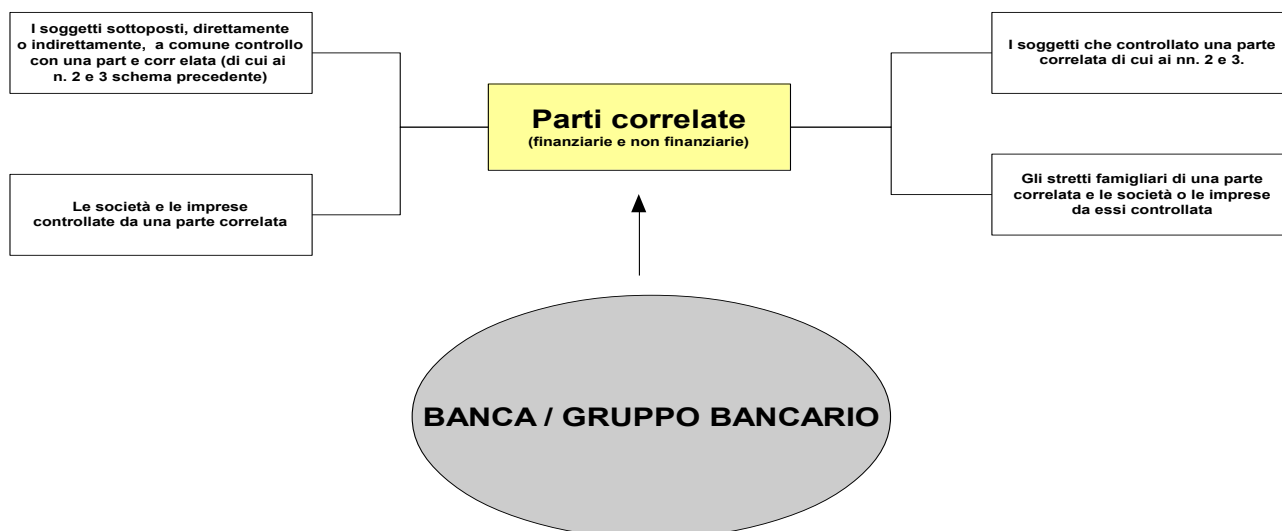 I soggetti sottoposti, direttamente
o indirettamente, a comune controllo
con una part e corr elata (di cui ai
n. 2 e 3 schema precedente)
Le società e le imprese
controllate da una parte correlata
Parti correlate
(finanziarie e non finanziarie)
I soggetti che controllato una parte
correlata di cui ai nn. 2 e 3.
Gli stretti famigliari di una parte
correlata e le società o le imprese
da essi controllata
BANCA / GRUPPO BANCARIO